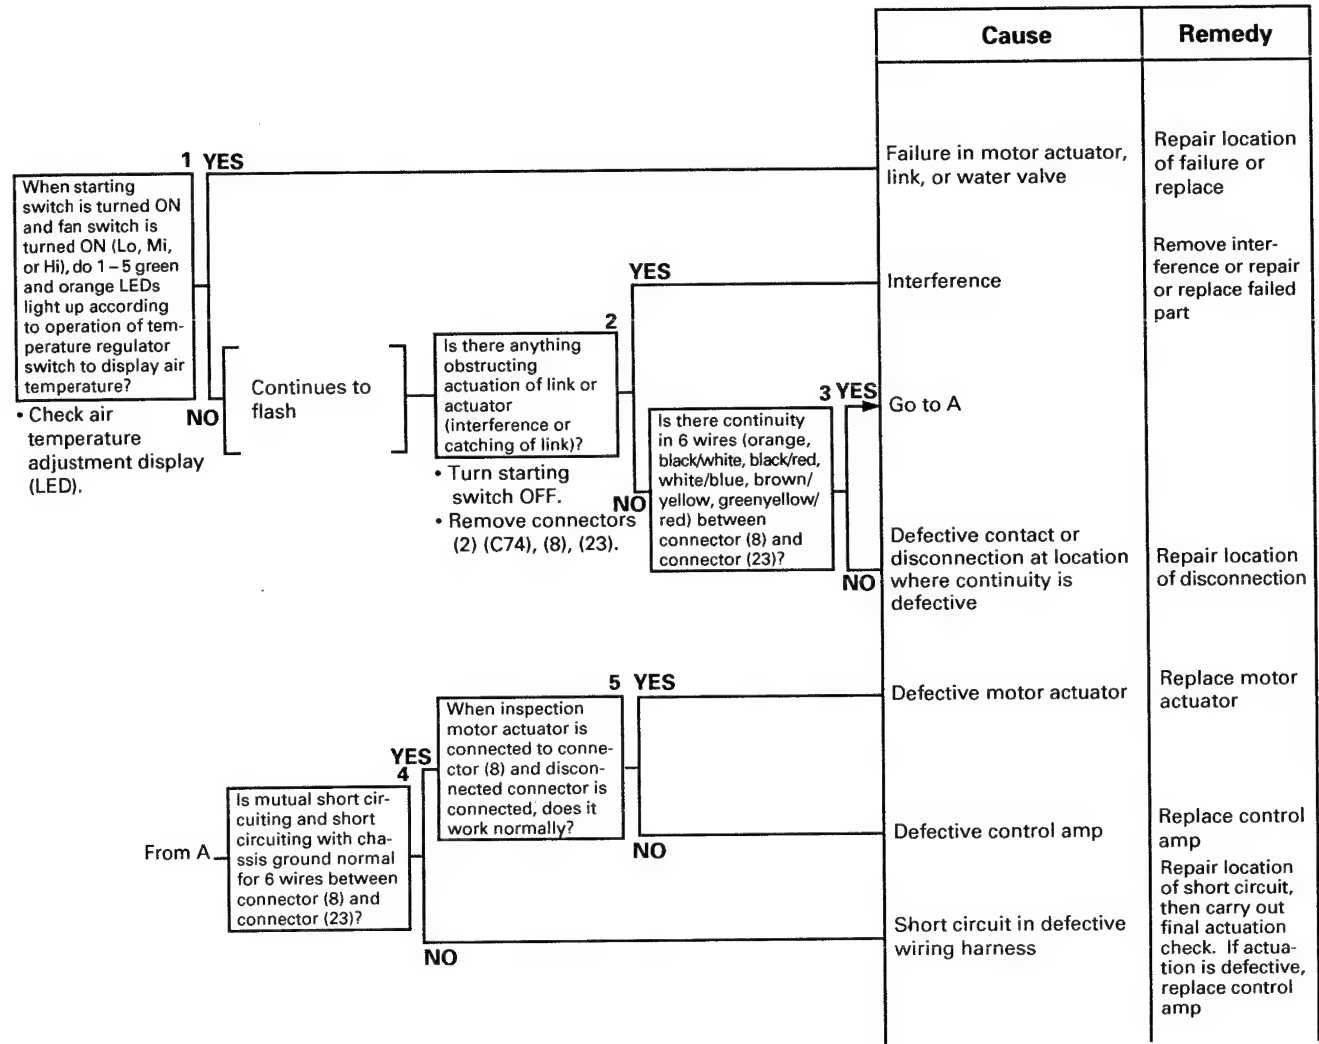 Cause
Remedy
1 YES
When starting
switch is turned ON
and fan switch is
turned ON (Lo, Mi,
or Hi), do 1 – 5 green
and orange LEDs
light up according
to operation of tem-
perature regulator
switch to display air
temperature?
• Check air
temperature
adjustment display
(LED).
NO
Failure in motor actuator,
link, or water valve
Repair location
of failure or
replace
Continues to
flash
2
Is there anything
obstructing
actuation of link or
actuator
(interference or
catching of link)?
• Turn starting
switch OFF.
• Remove connectors
(2) (C74), (8), (23).
YES
Interference
Remove inter-
ference or repair
or replace failed
part
NO
3 YES
Is there continuity
in 6 wires (orange,
black/white, black/red,
white/blue, brown/
yellow, greenyellow/
red) between
connector (8) and
connector (23)?
Go to A
NO
Defective contact or
disconnection at location
where continuity is
defective
Repair location
of disconnection
From A
YES
4
Is mutual short cir-
cuiting and short
circuiting with cha-
ssis ground normal
for 6 wires between
connector (8) and
connector (23)?
5 YES
When inspection
motor actuator is
connected to conne-
ctor (8) and discon-
nected connector is
connected, does it
work normally?
Defective motor actuator
Replace motor
actuator
NO
Defective control amp
Replace control
amp
NO
Short circuit in defective
wiring harness
Repair location
of short circuit,
then carry out
final actuation
check. If actua-
tion is defective,
replace control
amp